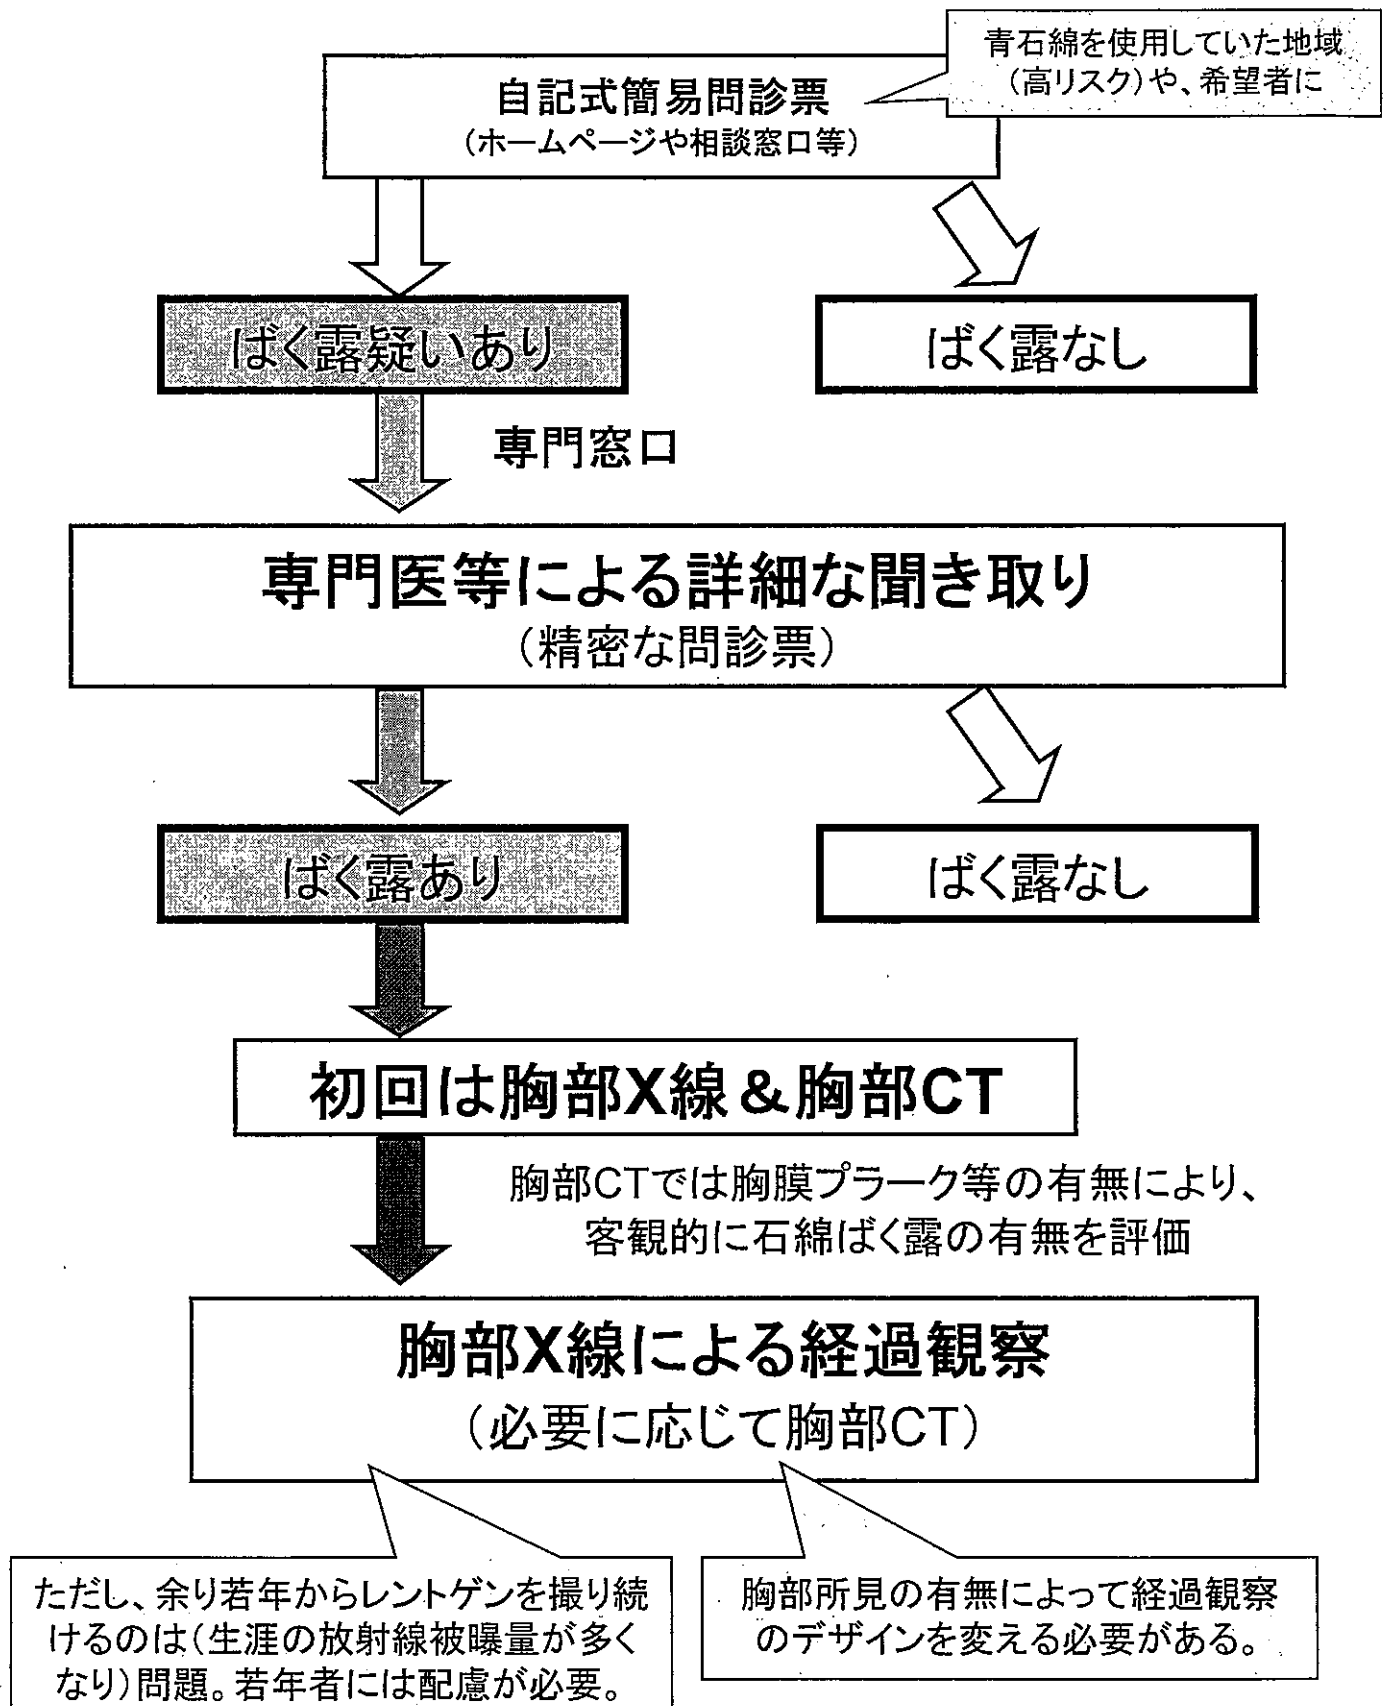 青石綿を使用していた地域
(高リスク)や、希望者に
自記式簡易問診票
(ホームページや相談窓口等)
ばく露疑いあり
ばく露なし
専門窓口
専門医等による詳細な聞き取り
(精密な問診票)
ばく露あり
ばく露なし
初回は胸部X線&胸部CT
胸部CTでは胸膜プラーク等の有無により、
客観的に石綿ばく露の有無を評価
胸部X線による経過観察
(必要に応じて胸部CT)
ただし、余り若年からレントゲンを撮り続
けるのは(生涯の放射線被曝量が多く
なり)問題。若年者には配慮が必要。
胸部所見の有無によって経過観察
のデザインを変える必要がある。